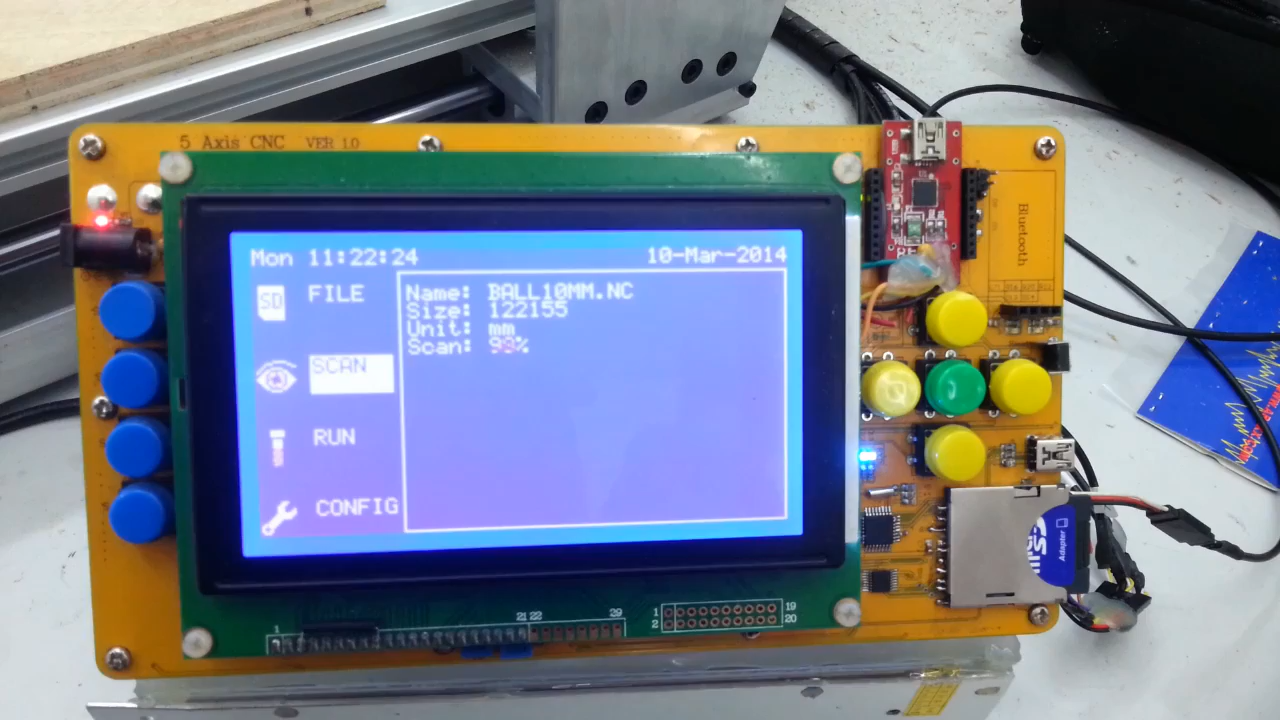 5 Axis CNC VER 1.0
Mon 11:22:24 10-Mar-2014
SD FILE
SCAN
RUN
CONFIG
Name: BALL10MM.NC
Size: 122155
Unit: mm
Scan: 99%
Bluetooth
Adapter
1
21 22
29
1
2
19
20